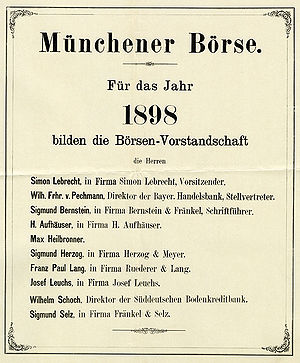 Münchener Börse.
Für das Jahr
1898
bilden die Börsen-Vorstandschaft
die Herren
Simon Lebrecht, in Firma Simon Lebrecht, Vorsitzender.
Wilh. Frhr. v. Pechmann, Direktor der Bayer. Handelsbank, Stellvertreter.
Sigmund Bernstein, in Firma Bernstein & Fränkel, Schriftführer.
H. Aufhäuser, in Firma H. Aufhäuser.
Max Heilbronner.
Sigmund Herzog, in Firma Herzog & Meyer.
Franz Paul Lang, in Firma Ruederer & Lang.
Josef Leuchs, in Firma Josef Leuchs.
Wilhelm Schoch, Direktor der Süddeutschen Bodenkreditbank.
Sigmund Selz, in Firma Fränkel & Selz.